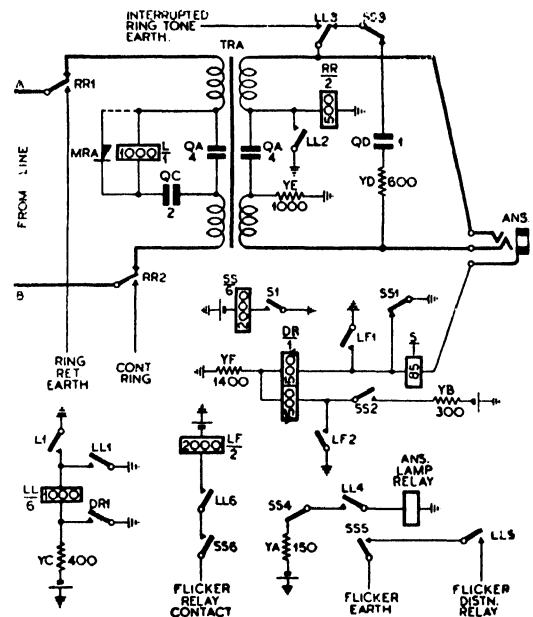 INTERRUPTED
RING TONE
EARTH.
LL3
SS3
TRA
RR
2
500
A
RR1
MRA
L
1
1000
QA
4
QA
4
LL2
QD
1
QC
2
YE
1000
YD
600
FROM LINE
ANS.
RR2
B
SS
6
200
S1
SS1
DR
1
LF1
S
1
85
YF
1400
500
500
SS2
YB
300
RING
RET
EARTH
CONT
RING
LF2
L1
LL1
2000
LF
2
ANS.
LAMP
RELAY
LL
6
1000
DR1
LL6
SS4
LL4
YC
400
SS6
YA
150
SS5
LL5
FLICKER
RELAY
CONTACT
FLICKER
EARTH
FLICKER
DISTN.
RELAY